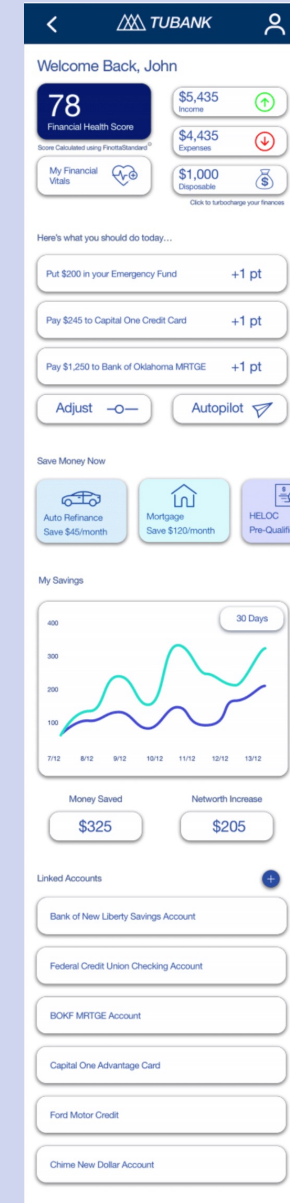 TUBANK
Welcome Back, John
78
Financial Health Score
Score Calculated using FinottaStandard®
My Financial
Vitals
$5,435
Income
$4,435
Expenses
$1,000
Disposable
Click to turbocharge your finances
Here's what you should do today…
Put $200 in your Emergency Fund +1 pt
Pay $245 to Capital One Credit Card +1 pt
Pay $1,250 to Bank of Oklahoma MRTGE +1 pt
Adjust
Autopilot
Save Money Now
Auto Refinance
Save $45/month
Mortgage
Save $120/month
HELOC
Pre-Qualifi
My Savings
30 Days
400
300
200
100
7/12 8/12 9/12 10/12 11/12 12/12 13/12
Money Saved
$325
Networth Increase
$205
Linked Accounts
Bank of New Liberty Savings Account
Federal Credit Union Checking Account
BOKF MRTGE Account
Capital One Advantage Card
Ford Motor Credit
Chime New Dollar Account